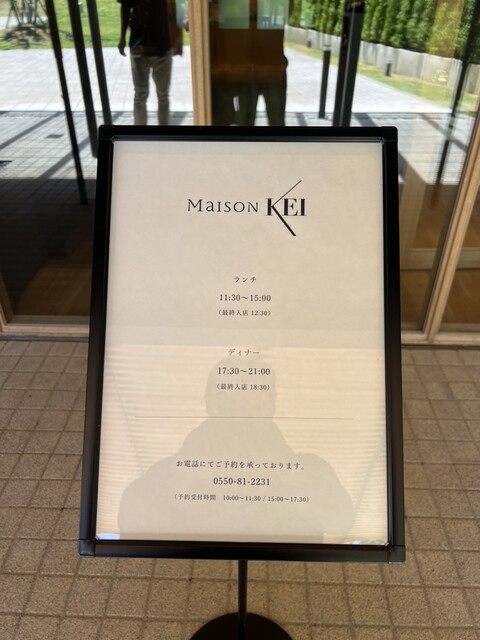 MAISON KEI
ランチ
11:30〜15:00
（最終入店 12:30）
ディナー
17:30〜21:00
（最終入店 18:30）
お電話にてご予約を承っております。
0550-81-2231
（予約受付時間　10:00〜11:30 / 15:00〜17:30）